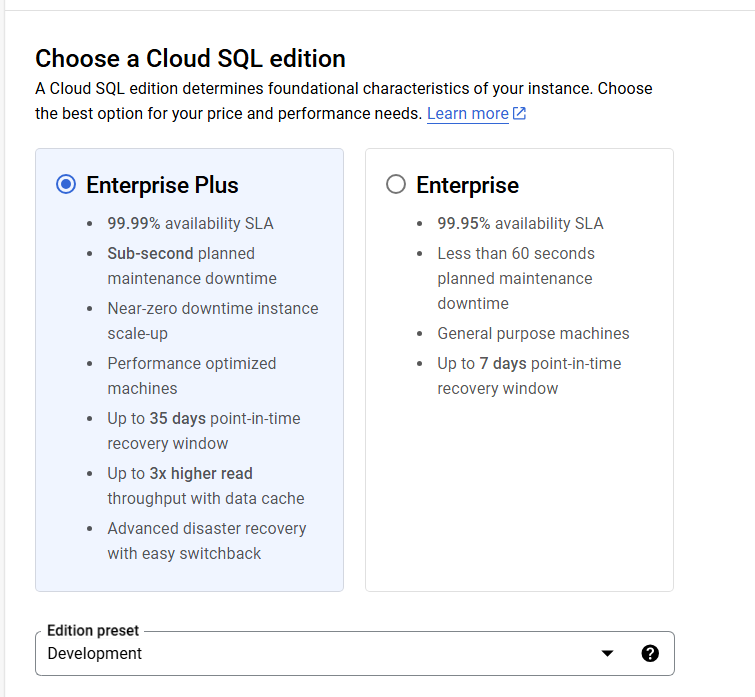 Choose a Cloud SQL edition
A Cloud SQL edition determines foundational characteristics of your instance. Choose
the best option for your price and performance needs. Learn more
Enterprise Plus
• 99.99% availability SLA
• Sub-second planned
maintenance downtime
• Near-zero downtime instance
scale-up
• Performance optimized
machines
• Up to 35 days point-in-time
recovery window
• Up to 3x higher read
throughput with data cache
• Advanced disaster recovery
with easy switchback
Enterprise
• 99.95% availability SLA
• Less than 60 seconds
planned maintenance
downtime
• General purpose machines
• Up to 7 days point-in-time
recovery window
Edition preset
Development
?